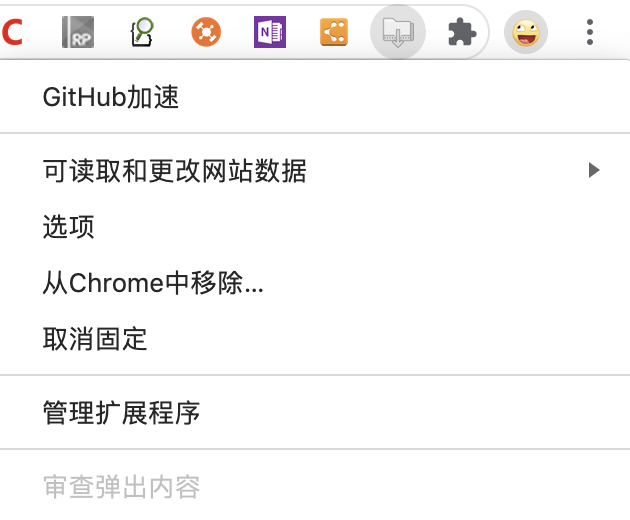 C RP N
GitHub加速
可读取和更改网站数据
选项
从Chrome中移除...
取消固定
管理扩展程序
审查弹出内容